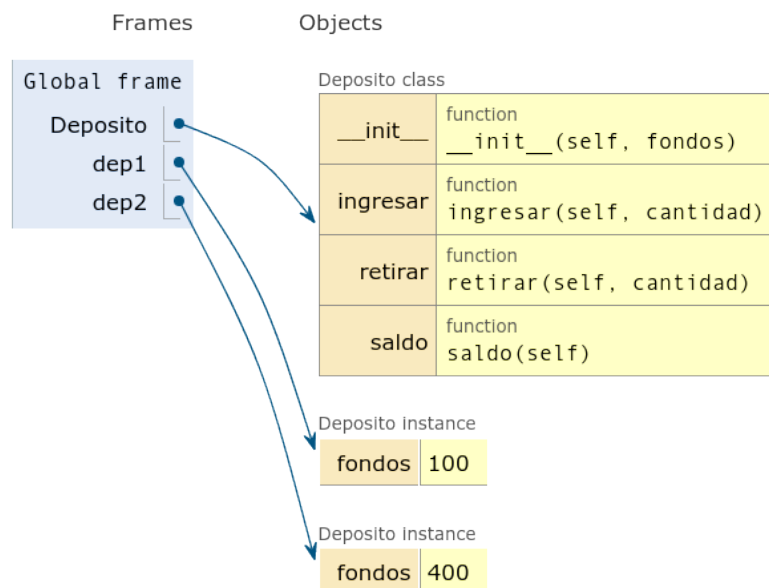 Frames Objects
Global frame
Deposito
dep1
dep2
Deposito class
__init__ function
__init__(self, fondos)
ingresar function
ingresar(self, cantidad)
retirar function
retirar(self, cantidad)
saldo function
saldo(self)
Deposito instance
fondos 100
Deposito instance
fondos 400